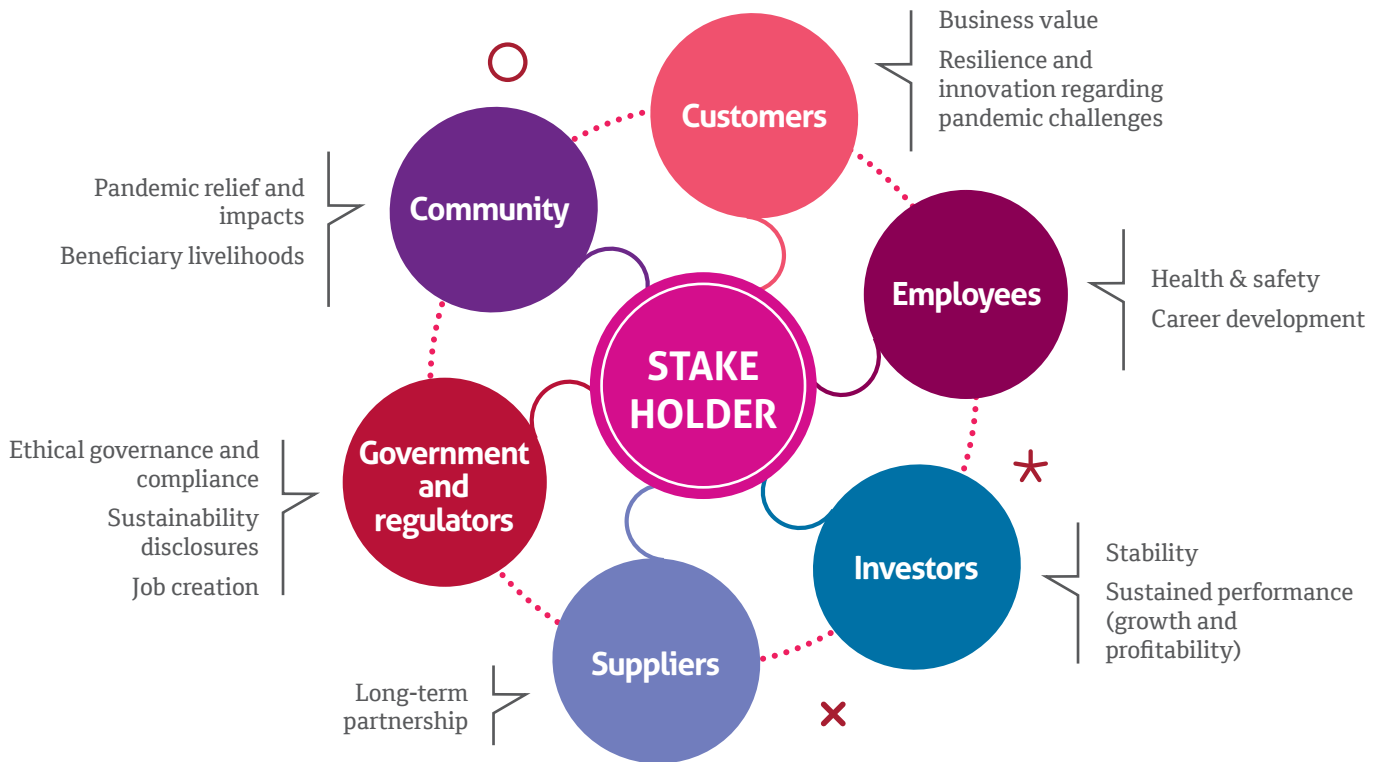 Business value
Resilience and
innovation regarding
pandemic challenges
Customers
Pandemic relief and
impacts
Beneficiary livelihoods
Community
Employees
Health & safety
Career development
STAKE
HOLDER
Government
and
regulators
Ethical governance and
compliance
Sustainability
disclosures
Job creation
Investors
Stability
Sustained performance
(growth and
profitability)
Suppliers
Long-term
partnership